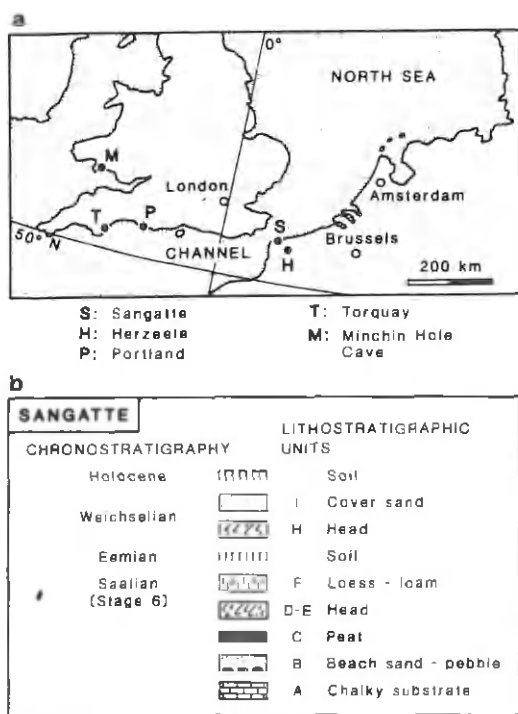 a
0°
NORTH SEA
M
London
Amsterdam
T
P
S
50° N
CHANNEL
Brussels
H
200 km
S: Sangatte
H: Herzeele
P: Portland
T: Torquay
M: Minchin Hole
Cave
b
SANGATTE
CHRONOSTRATIGRAPHY
LITHOSTRATIGRAPHIC
UNITS
Holocene Soil
I Cover sand
Weichselian
H Head
Eemian Soil
Saalian F Loess - loam
(Stage 6)
D-E Head
C Peat
B Beach sand - pebble
A Chalky substrate